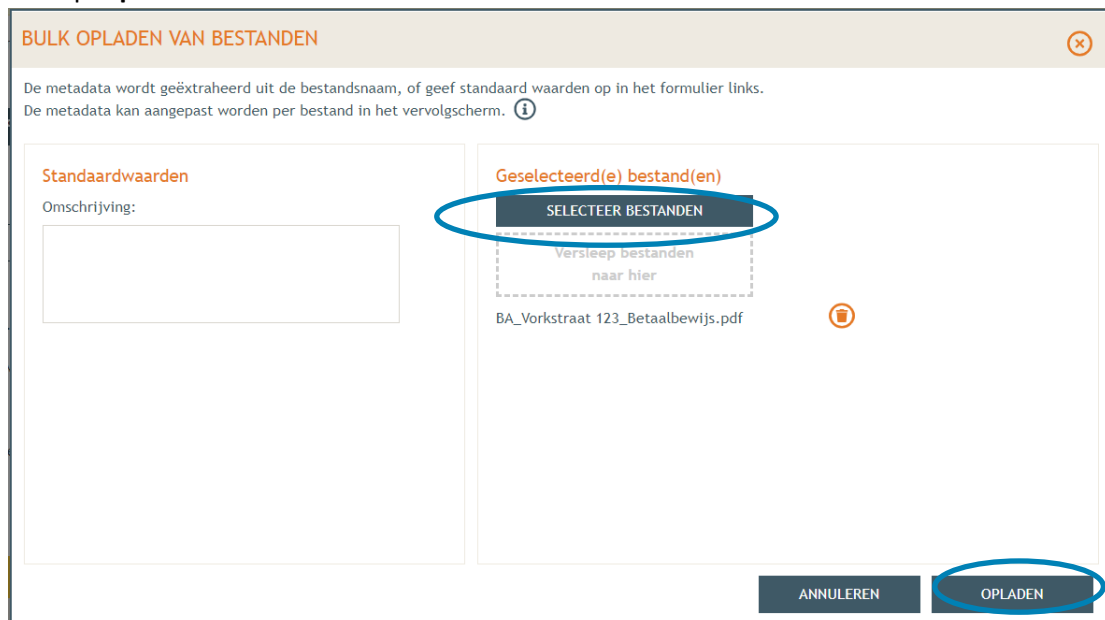 BULK OPLADEN VAN BESTANDEN
De metadata wordt geëxtraheerd uit de bestandsnaam, of geef standaard waarden op in het formulier links.
De metadata kan aangepast worden per bestand in het vervolgscherm.
Standaardwaarden
Omschrijving:
Geselecteerd(e) bestand(en)
SELECTEER BESTANDEN
Versleep bestanden
naar hier
BA_Vorkstraat 123_Betaalbewijs.pdf
ANNULEREN
OPLADEN